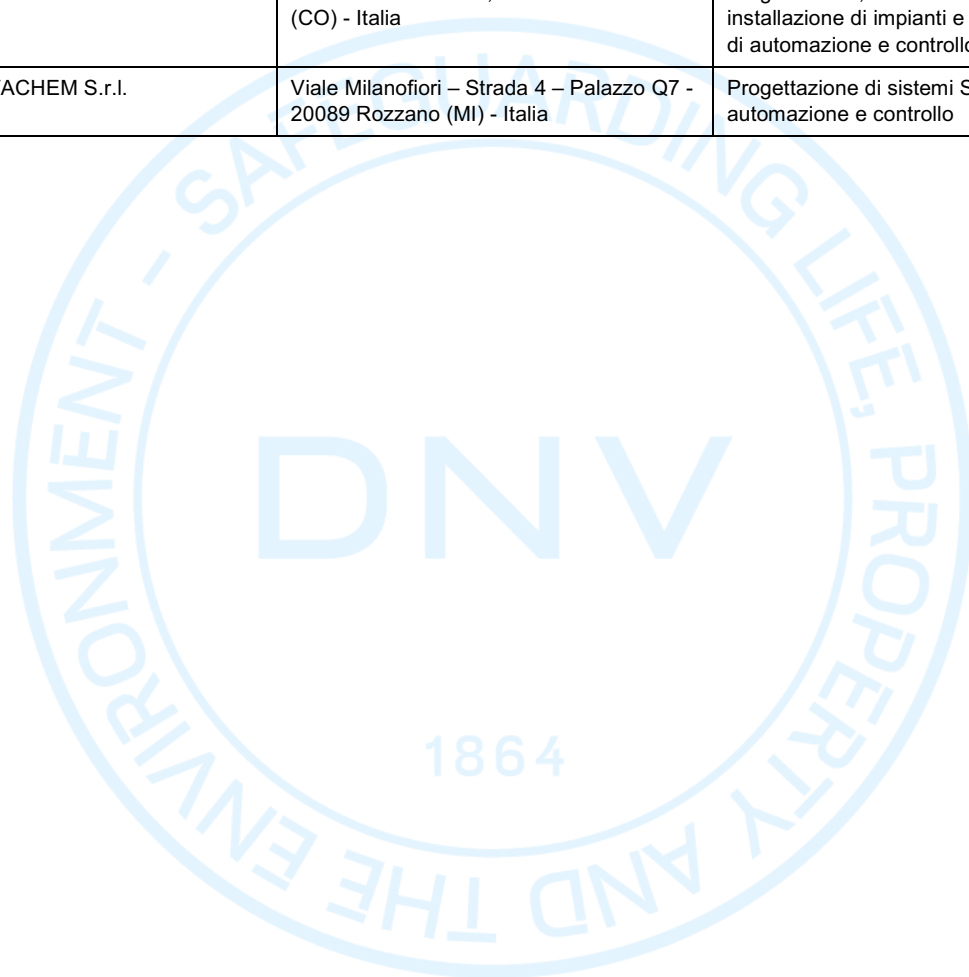 (CO) - Italia
installazione di impianti e
di automazione e controllo
ACHEM S.r.l.
Viale Milanofiori – Strada 4 – Palazzo Q7 -
20089 Rozzano (MI) - Italia
Progettazione di sistemi S
automazione e controllo
SAFEGUARDING LIFE, PROPERTY AND THE ENVIRONMENT -
DNV
1864